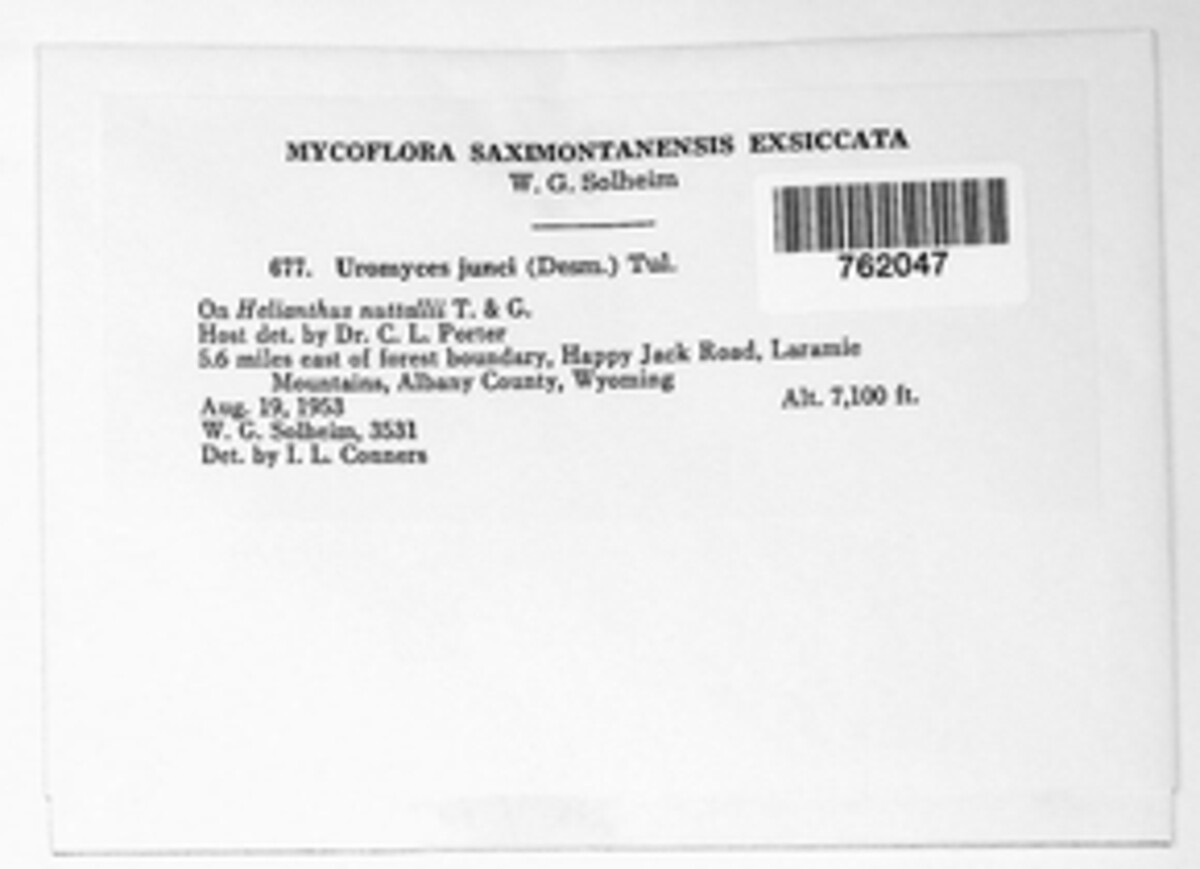 MYCOFLORA SAXIMONTANENSIS EXSICCATA
W. G. Solheim
762047
677. Uromyces junci (Desm.) Tul.
On Helianthus nuttallii T. & G.
Host det. by Dr. C. L. Porter
5.6 miles east of forest boundary, Happy Jack Road, Laramie
Mountains, Albany County, Wyoming
Alt. 7,100 ft.
Aug. 19, 1953
W. G. Solheim, 3531
Det. by I. L. Conners